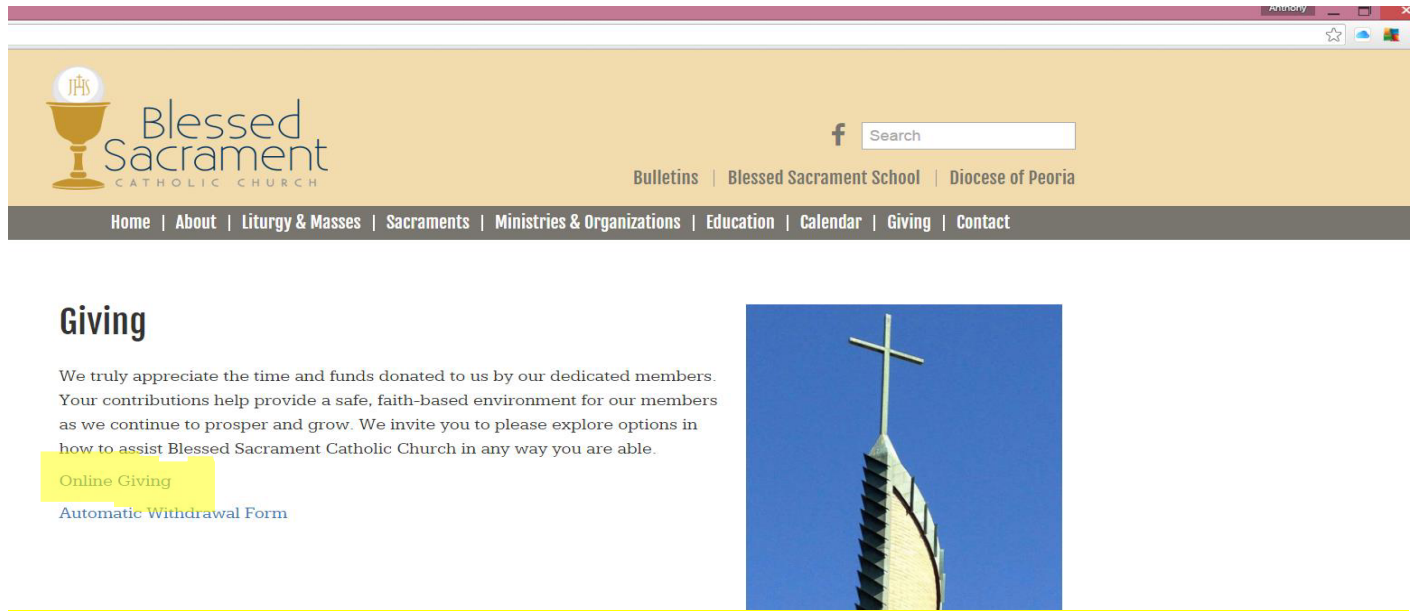 Anthony
IHS
Blessed
Sacrament
CATHOLIC CHURCH
f
Search
Bulletins | Blessed Sacrament School | Diocese of Peoria
Home | About | Liturgy & Masses | Sacraments | Ministries & Organizations | Education | Calendar | Giving | Contact
Giving
We truly appreciate the time and funds donated to us by our dedicated members.
Your contributions help provide a safe, faith-based environment for our members
as we continue to prosper and grow. We invite you to please explore options in
how to assist Blessed Sacrament Catholic Church in any way you are able.
Online Giving
Automatic Withdrawal Form